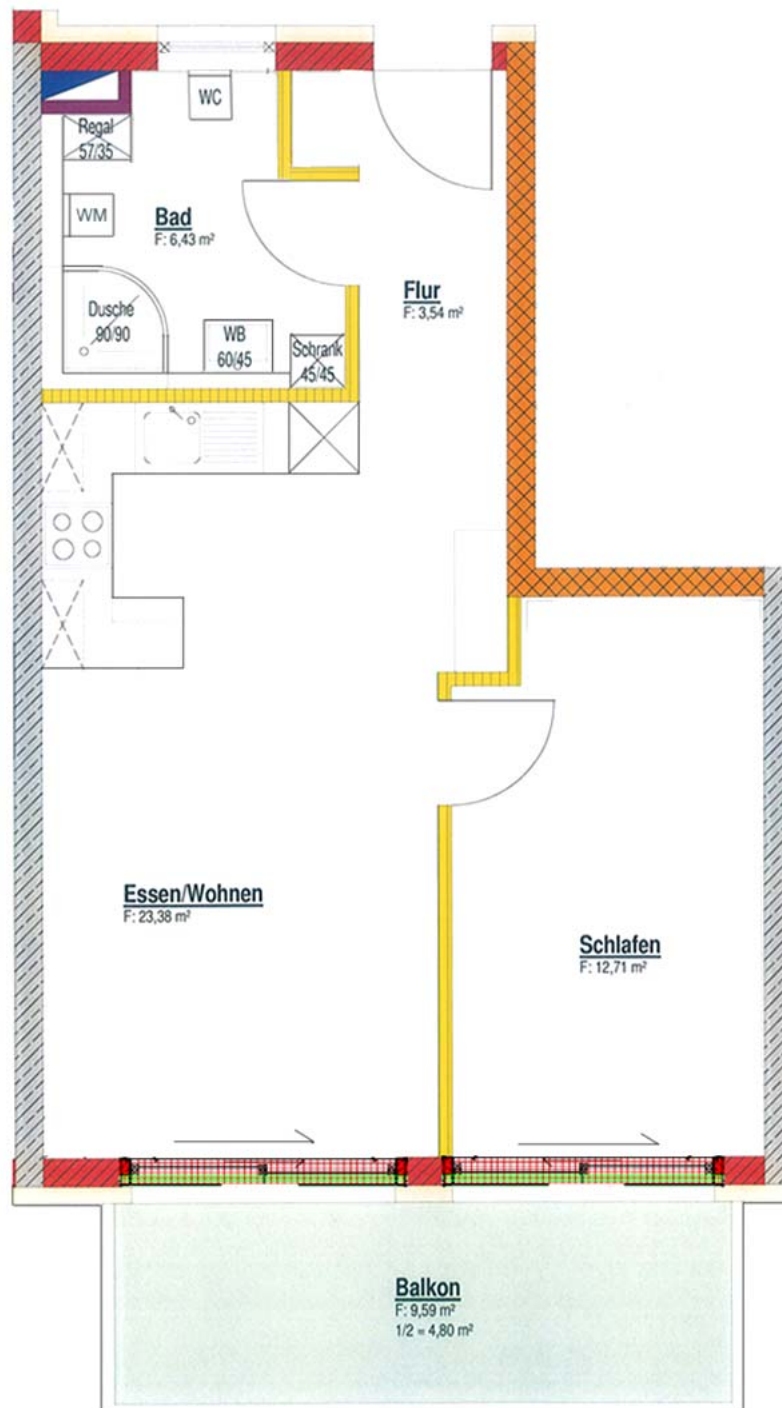 WC
Regal
57/35
WM
Bad
F: 6,43 m²
Flur
F: 3,54 m²
Dusche
90/90
WB
60/45
Schrank
45/45
Essen/Wohnen
F: 23,38 m²
Schlafen
F: 12,71 m²
Balkon
F: 9,59 m²
1/2 = 4,80 m²